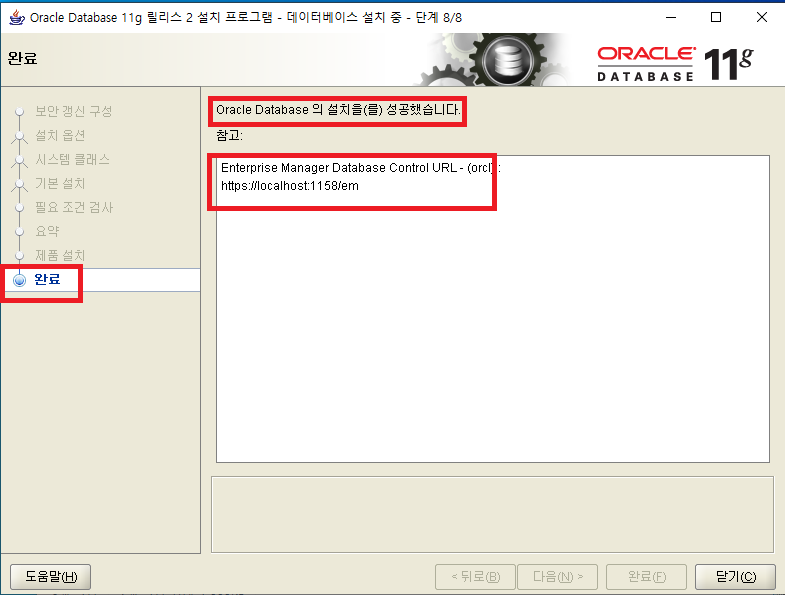 Oracle Database 11g 릴리스 2 설치 프로그램 - 데이터베이스 설치 중 - 단계 8/8
완료
ORACLE
DATABASE 11g
보안 갱신 구성
설치 옵션
시스템 클래스
기본 설치
필요 조건 검사
요약
제품 설치
완료
Oracle Database 의 설치을(를) 성공했습니다.
참고:
Enterprise Manager Database Control URL - (orcl) :
https://localhost:1158/em
도움말(H)
< 뒤로(B)
다음(N) >
완료(F)
닫기(C)